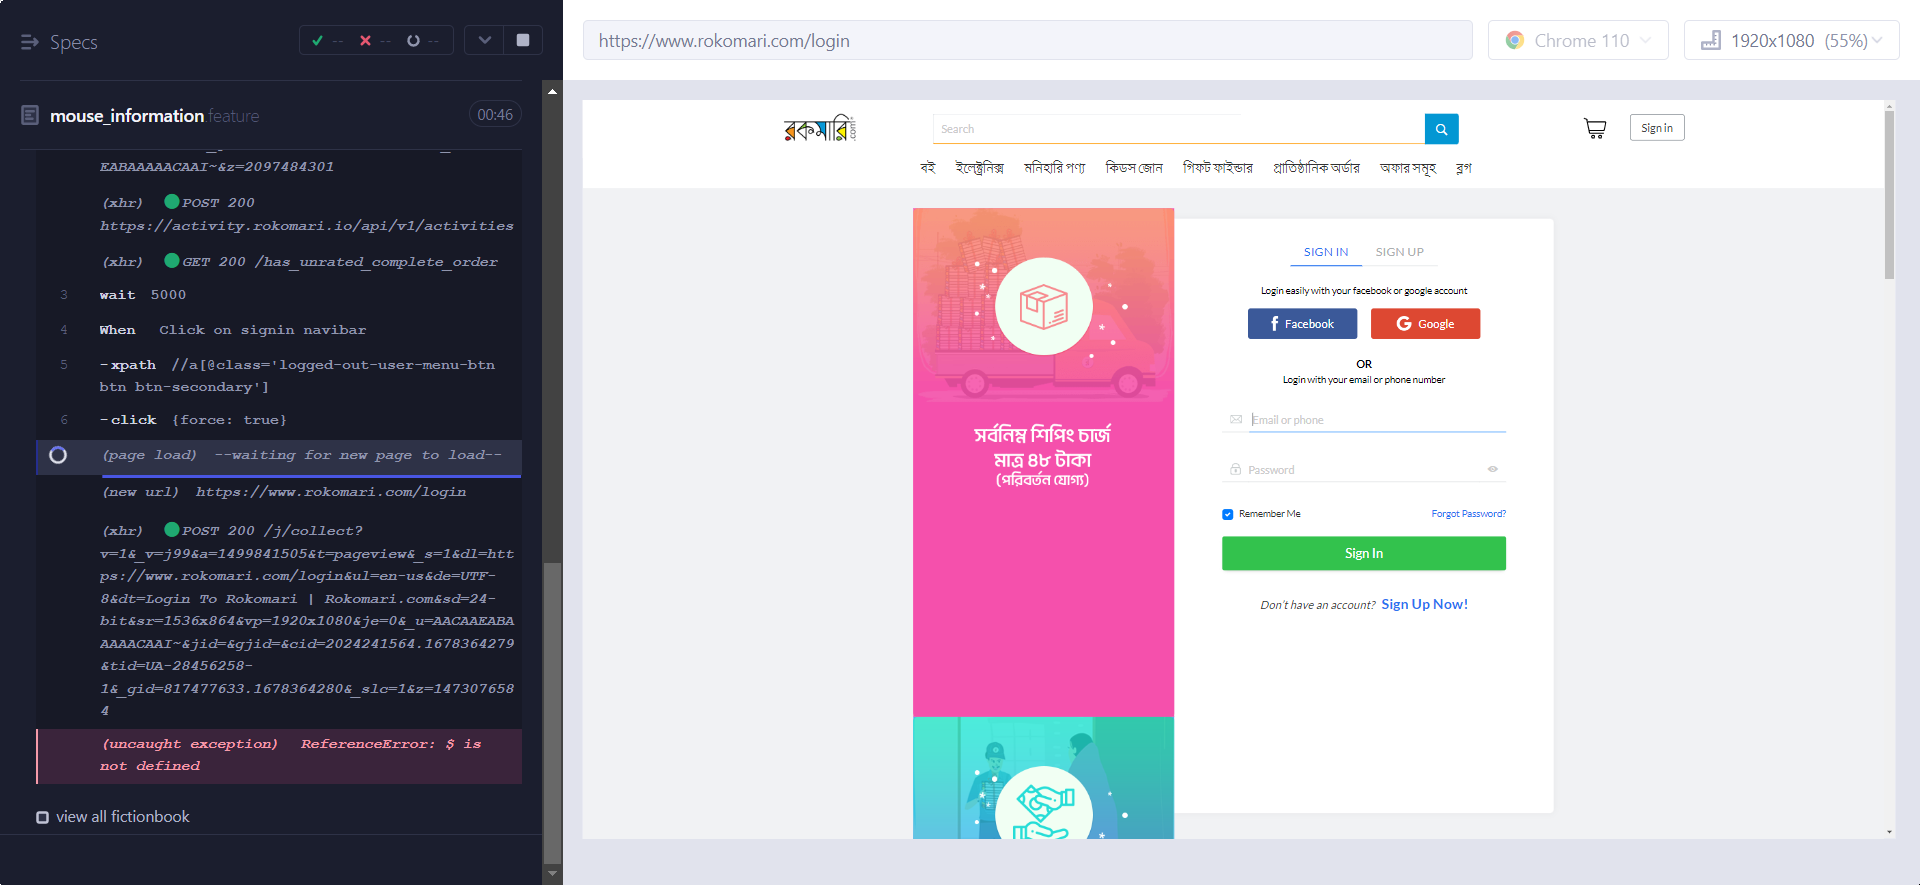 Specs
-- -- --
mouse_information.feature
00:46
EABAAAAACAAI~&z=2097484301
(xhr) POST 200
https://activity.rokomari.io/api/v1/activities
(xhr) GET 200 /has_unrated_complete_order
3 wait 5000
4 When Click on signin navibar
5 -xpath //a[@class='logged-out-user-menu-btn
btn btn-secondary']
6 -click {force: true}
(page load) --waiting for new page to load--
(new url) https://www.rokomari.com/login
(xhr) POST 200 /j/collect?
v=1&_v=j99&a=1499841505&t=pageview&_s=1&dl=htt
ps://www.rokomari.com/login&ul=en-us&de=UTF-
8&dt=Login To Rokomari | Rokomari.com&sd=24-
bit&sr=1536x864&vp=1920x1080&je=0&_u=AACAAEABA
AAAACAAI~&jid=&gjid=&cid=2024241564.1678364279
&tid=UA-28456258-
1&_gid=817477633.1678364280&_slc=1&z=147307658
4
(uncaught exception) ReferenceError: $ is
not defined
view all fictionbook
https://www.rokomari.com/login
Chrome 110
1920x1080 (55%)
রকমারি.com
Search
Sign in
বই ইলেক্ট্রনিক্স মনিহারি পণ্য কিডস জোন গিফট ফাইন্ডার প্রাতিষ্ঠানিক অর্ডার অফার সমূহ ব্লগ
সর্বনিম্ন শিপিং চার্জ
মাত্র ৪৮ টাকা
(পরিবর্তন যোগ্য)
SIGN IN SIGN UP
Login easily with your facebook or google account
Facebook Google
OR
Login with your email or phone number
Email or phone
Password
Remember Me Forgot Password?
Sign In
Don't have an account? Sign Up Now!